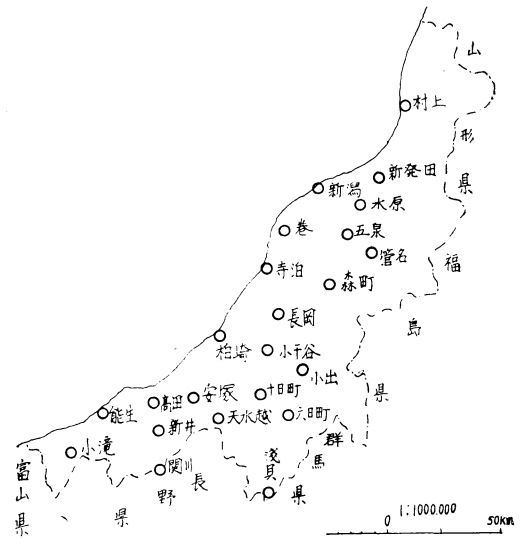 山形県
村上
新発田
新潟
水原
巻
五泉
管名
福島県
寺泊
森町
長岡
柏崎
小千谷
小出
安塚
十日町
高田
能生
天水越
六日町
新井
群馬県
小滝
関川
浅貝
長野県
富山県
1:1000.000
0 50km